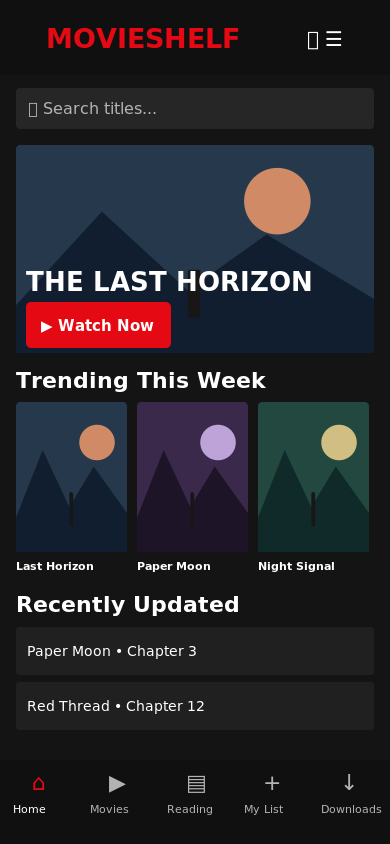 MOVIESHELF
Search titles...
THE LAST HORIZON
▶ Watch Now
Trending This Week
Last Horizon
Paper Moon
Night Signal
Recently Updated
Paper Moon • Chapter 3
Red Thread • Chapter 12
Home
Movies
Reading
My List
Downloads